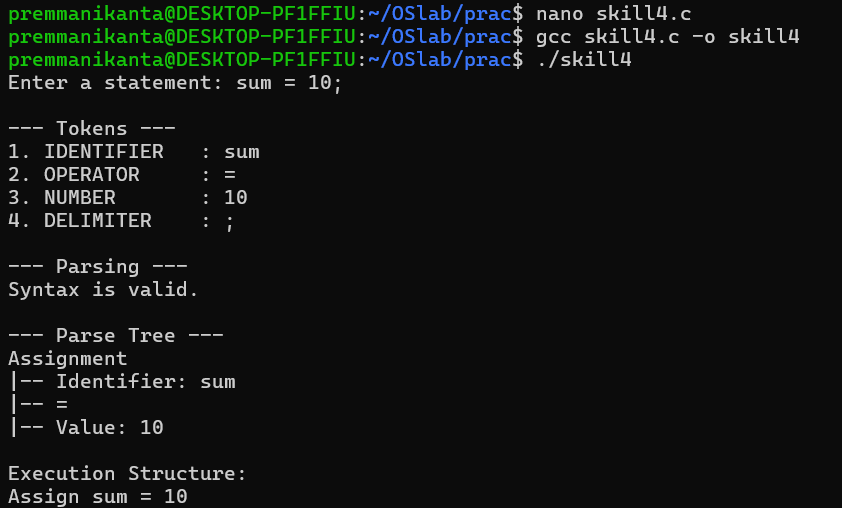 premmanikanta@DESKTOP-PF1FFIU:~/OSlab/prac$ nano skill4.c
premmanikanta@DESKTOP-PF1FFIU:~/OSlab/prac$ gcc skill4.c -o skill4
premmanikanta@DESKTOP-PF1FFIU:~/OSlab/prac$ ./skill4
Enter a statement: sum = 10;

--- Tokens ---
1. IDENTIFIER   : sum
2. OPERATOR     : =
3. NUMBER       : 10
4. DELIMITER    : ;

--- Parsing ---
Syntax is valid.

--- Parse Tree ---
Assignment
|-- Identifier: sum
|-- =
|-- Value: 10

Execution Structure:
Assign sum = 10